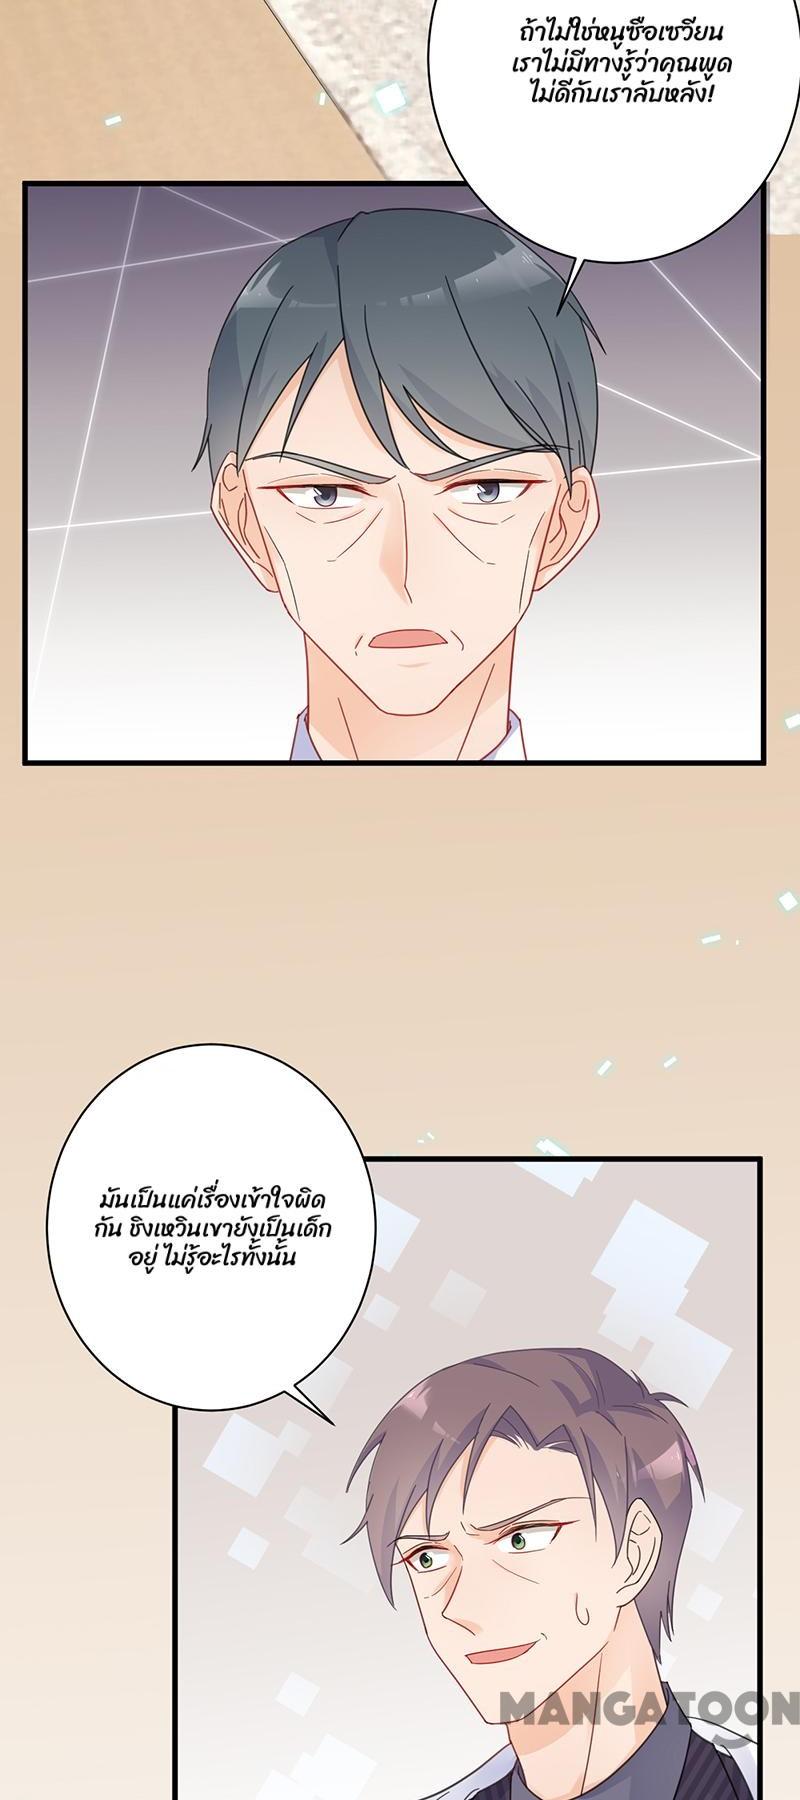 ถ้าไม่ใช่หนูซือเซวียน
เราไม่มีทางรู้ว่าคุณพูด
ไม่ดีกับเราลับหลัง!
มันเป็นแค่เรื่องเข้าใจผิด
กัน ชิงเหวินเขายังเป็นเด็ก
อยู่ ไม่รู้อะไรทั้งนั้น
MANGATOON